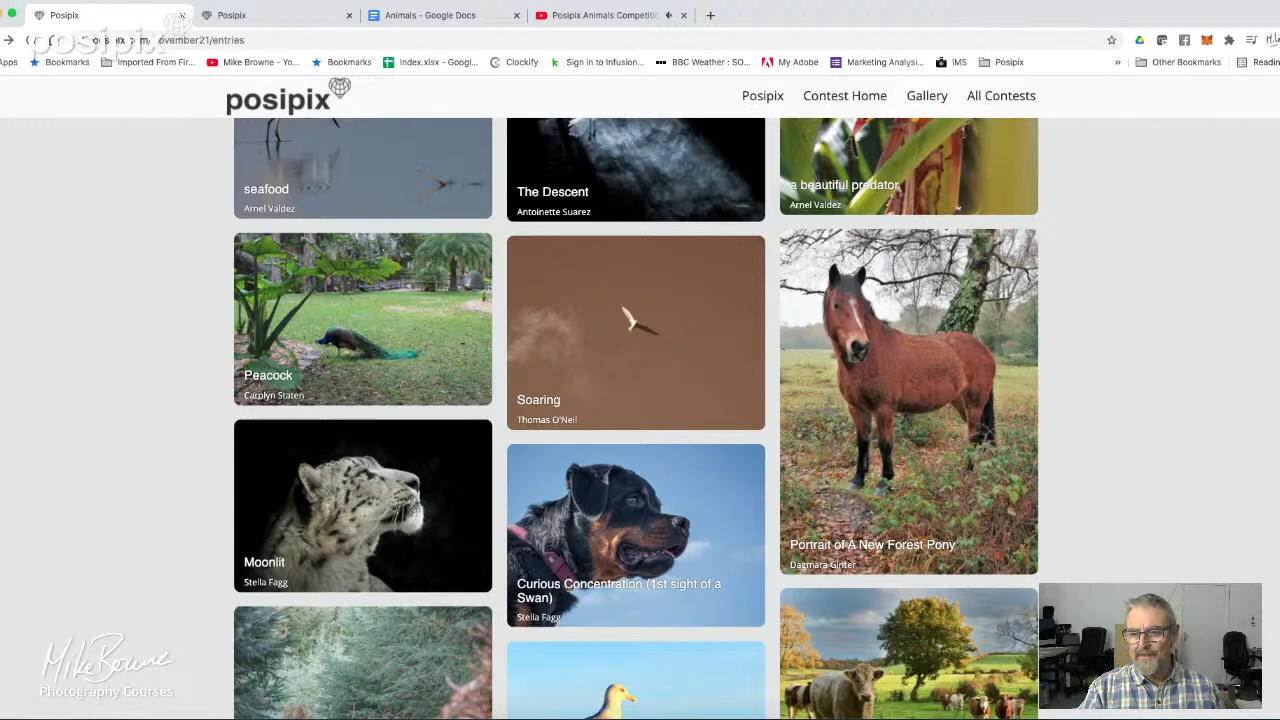 Posipix
Posipix
Animals - Google Docs
Posipix Animals Competitic
ovember21/entries
Apps
Bookmarks
Imported From Fir...
Mike Browne - Yo...
Bookmarks
Index.xlsx - Googl...
Clockify
Sign in to Infusion...
BBC Weather : SO...
My Adobe
Marketing Analysi...
IMS
Posipix
»
Other Bookmarks
Readin
posipix
posipix
Posipix
Contest Home
Gallery
All Contests
seafood
Arnel Valdez
The Descent
Antoinette Suarez
a beautiful predator
Arnel Valdez
Peacock
Carolyn Staten
Soaring
Thomas O'Neil
Portrait of A New Forest Pony
Dagmara Ginter
Moonlit
Stella Fagg
Curious Concentration (1st sight of a
Swan)
Stella Fagg
Mike Browne
Photography Courses